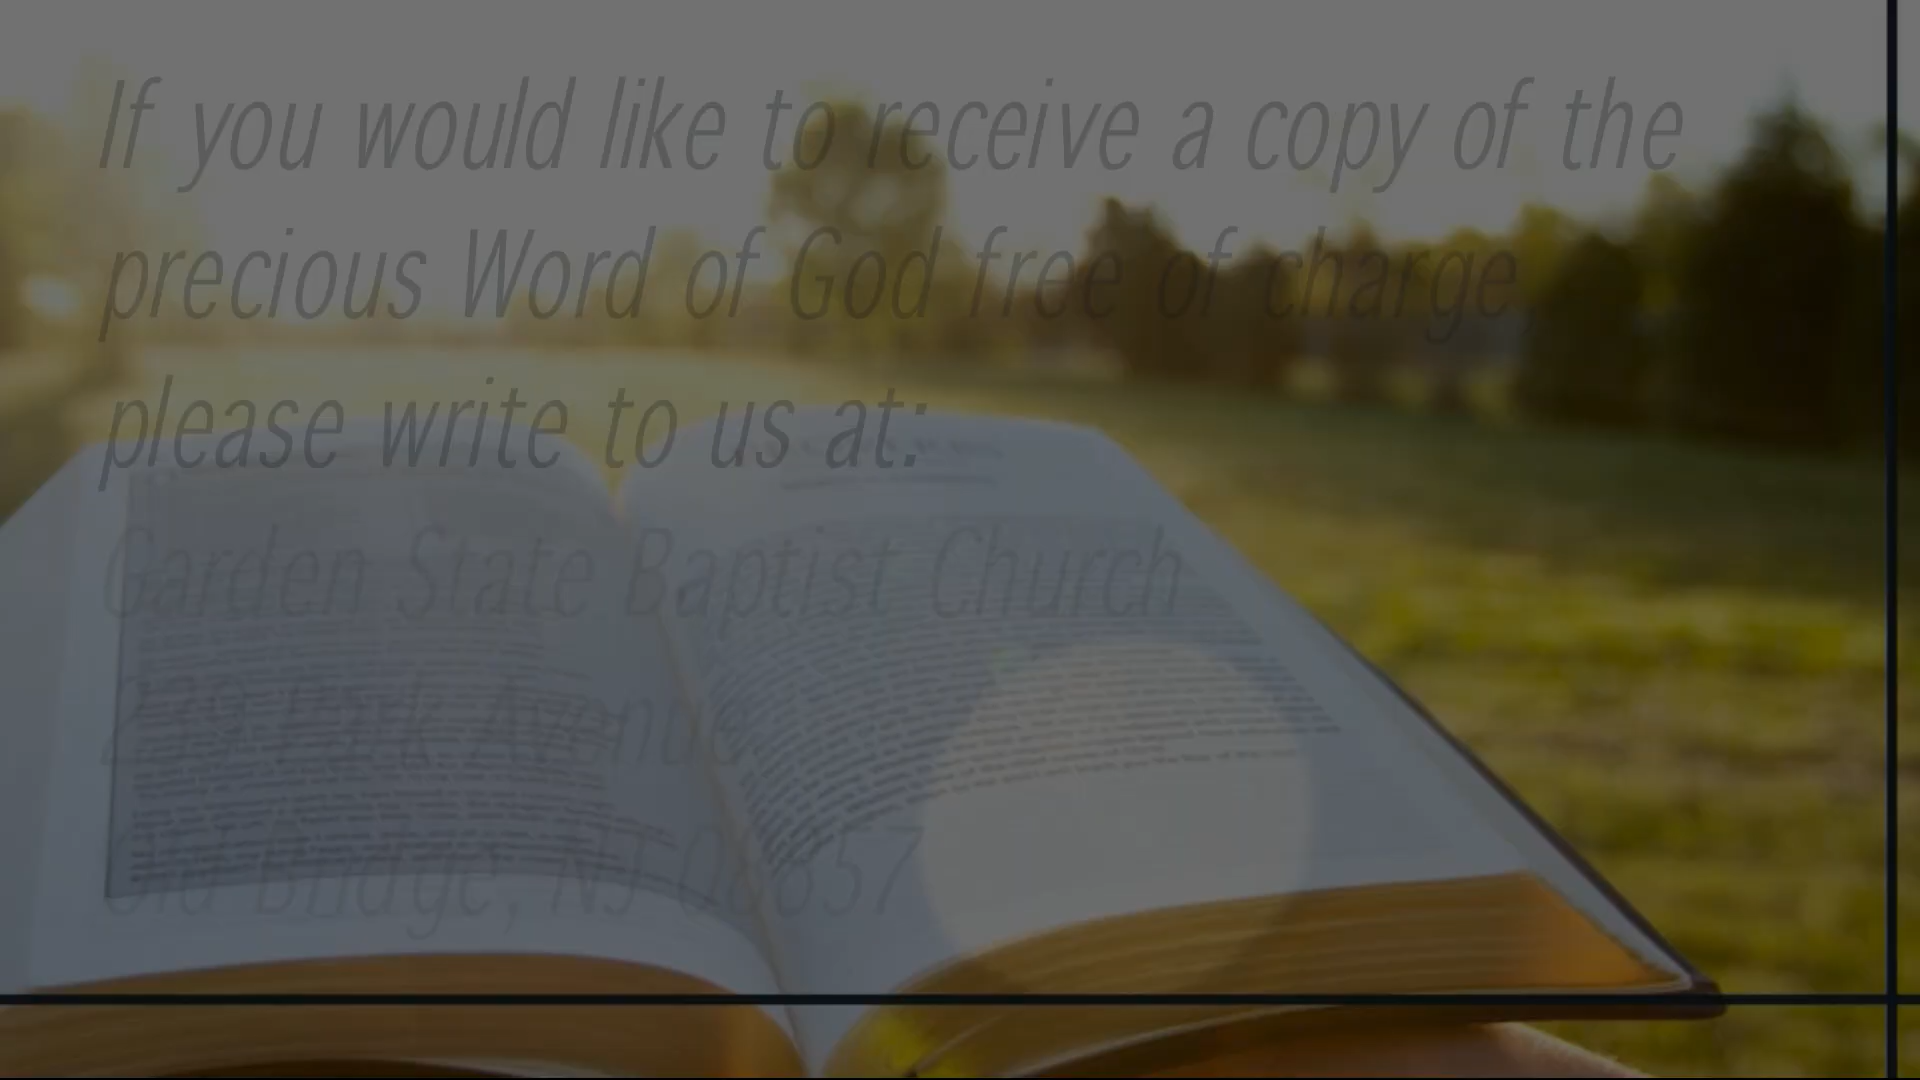 If you would like to receive a copy of the
precious Word of God free of charge,
please write to us at:
Garden State Baptist Church
Park Avenue
Old Bridge, NJ 08857